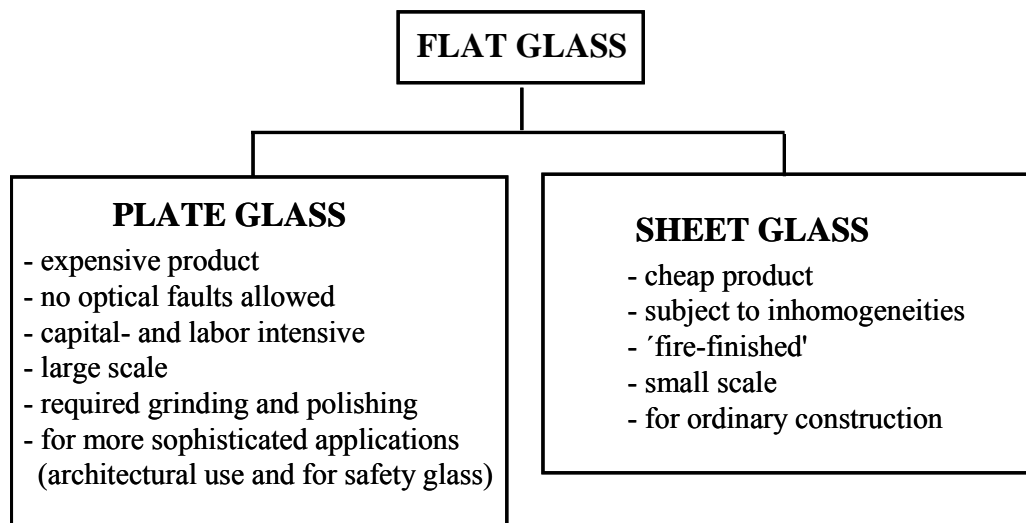 FLAT GLASS
PLATE GLASS
- expensive product
- no optical faults allowed
- capital- and labor intensive
- large scale
- required grinding and polishing
- for more sophisticated applications
(architectural use and for safety glass)
SHEET GLASS
- cheap product
- subject to inhomogeneities
- ´fire-finished'
- small scale
- for ordinary construction